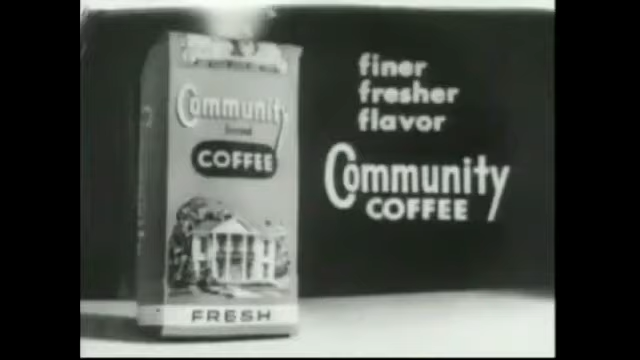 Community
COFFEE
FRESH
finer
fresher
flavor
Community
COFFEE